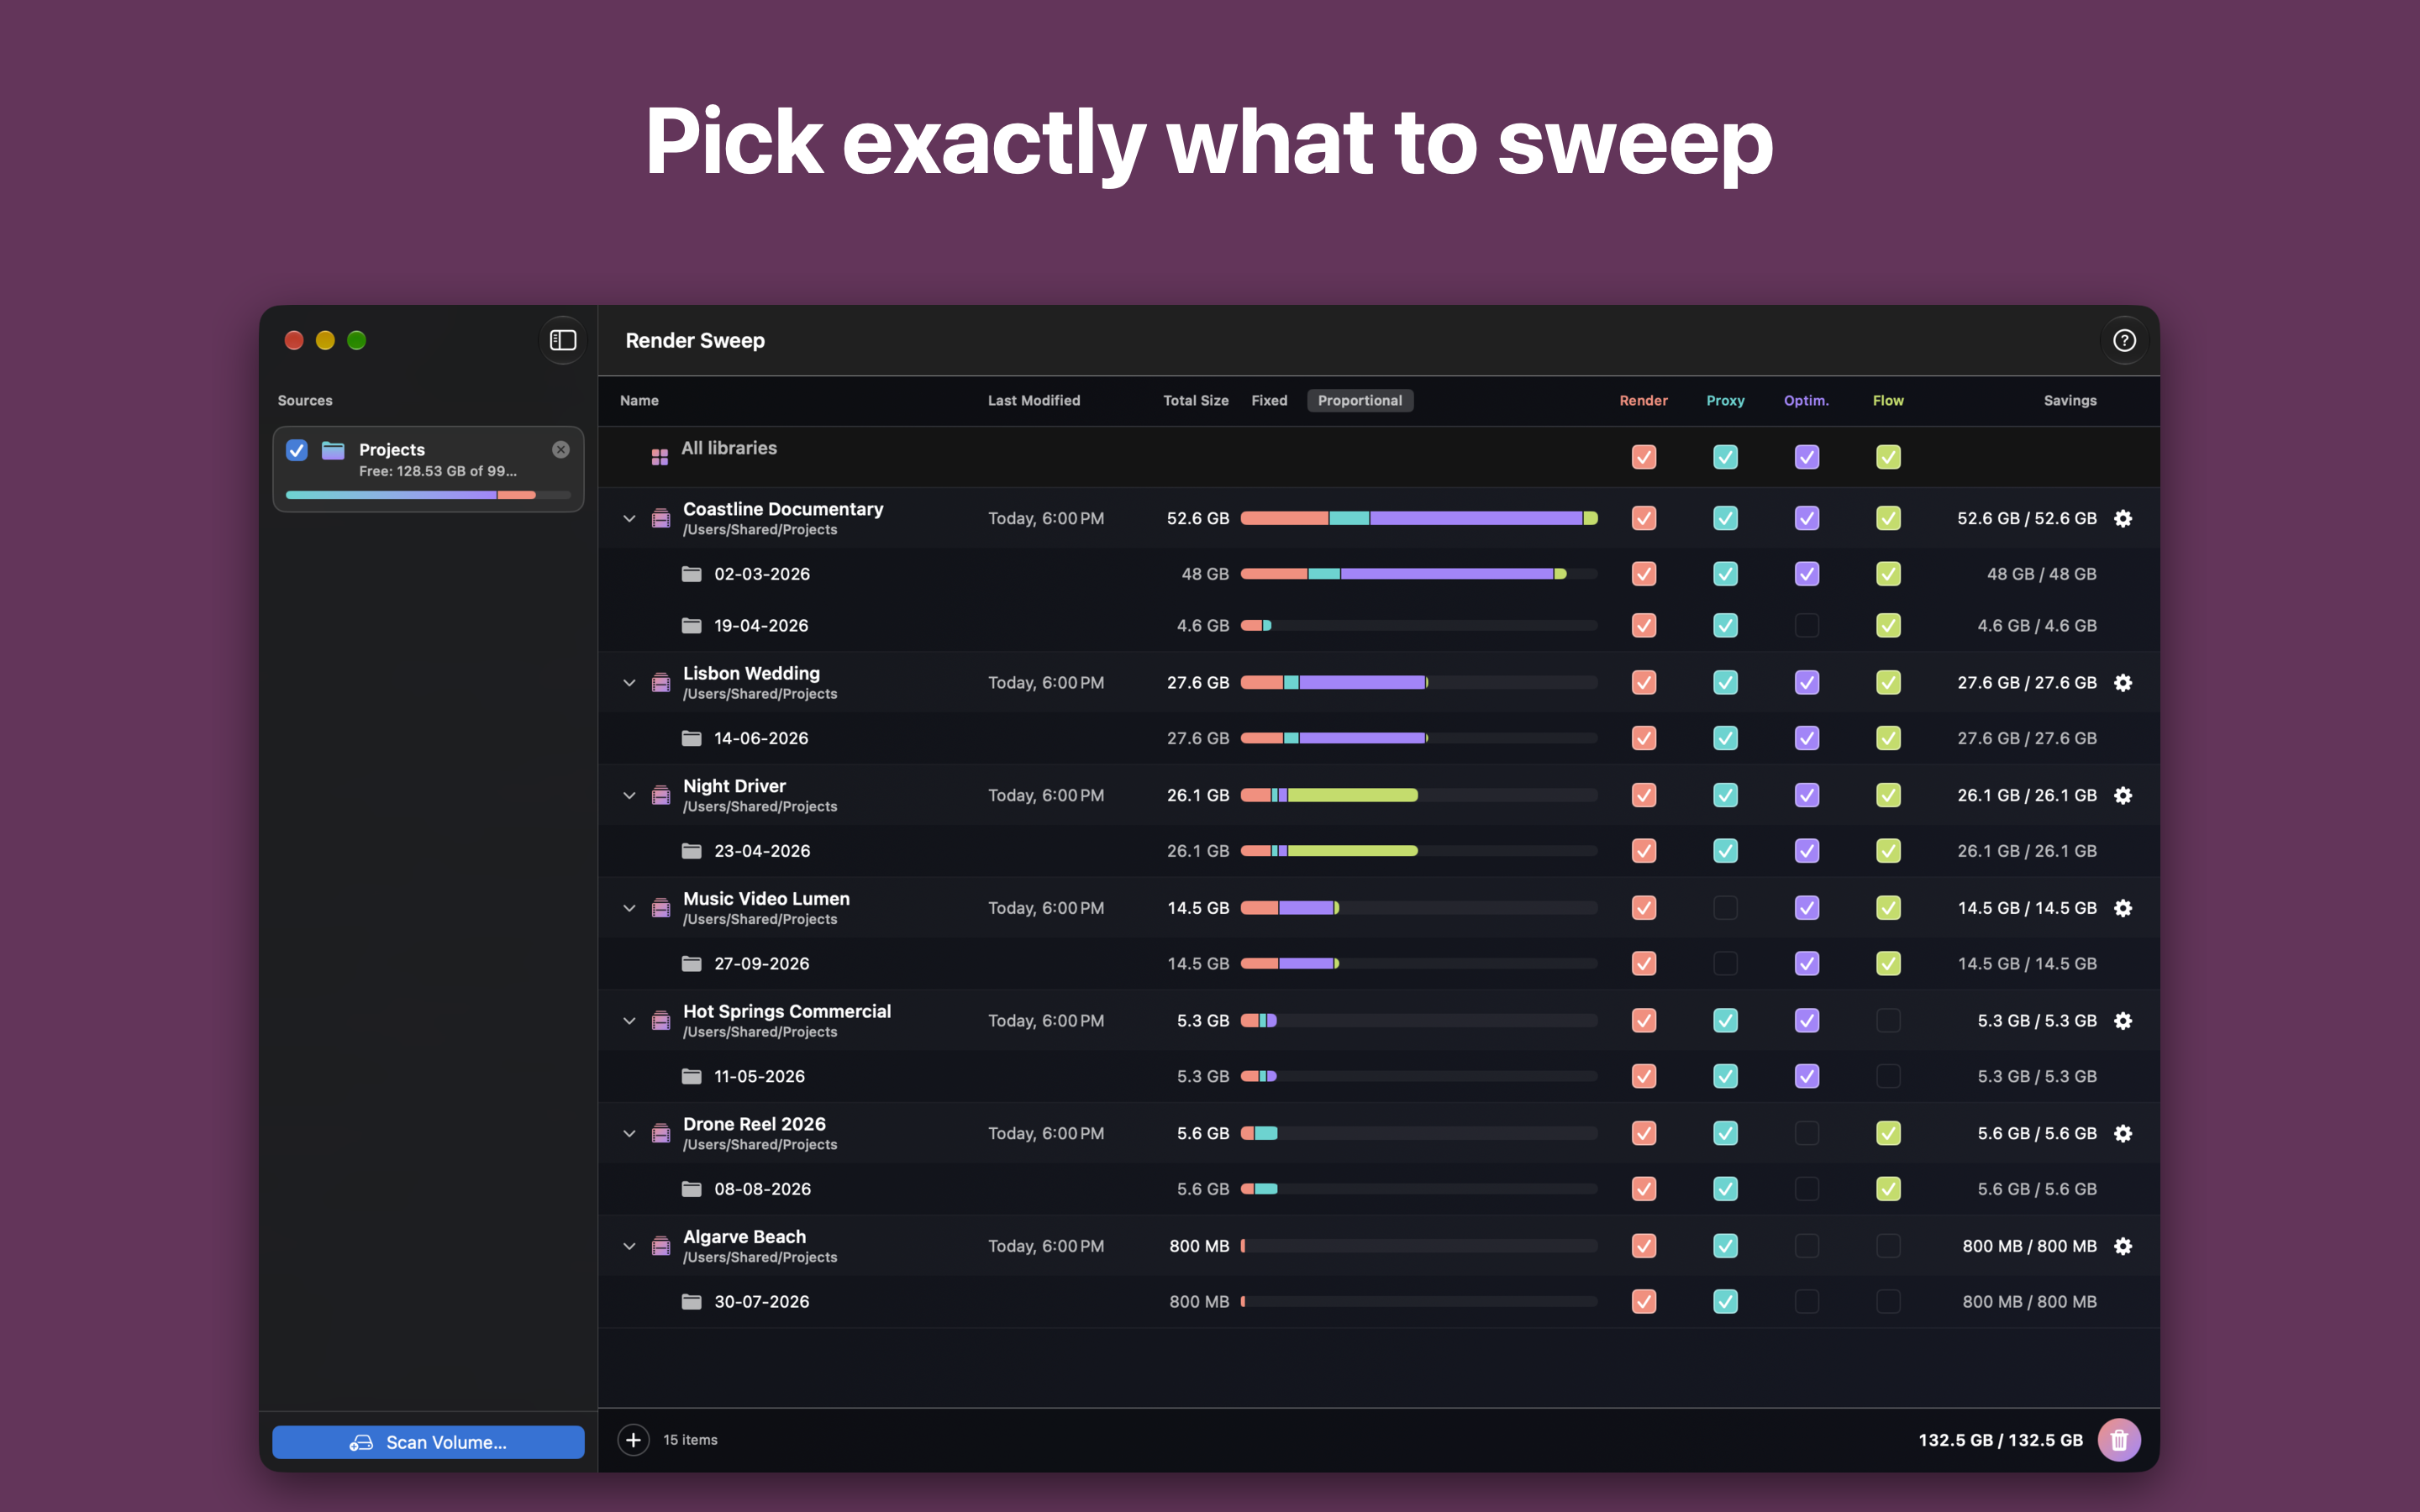 Pick exactly what to sweep
Render Sweep
Sources
Projects
Free: 128.53 GB of 99...
Scan Volume...
Name Last Modified Total Size Fixed Proportional Render Proxy Optim. Flow Savings
All libraries
Coastline Documentary
/Users/Shared/Projects
Today, 6:00 PM 52.6 GB 52.6 GB / 52.6 GB
02-03-2026 48 GB 48 GB / 48 GB
19-04-2026 4.6 GB 4.6 GB / 4.6 GB
Lisbon Wedding
/Users/Shared/Projects
Today, 6:00 PM 27.6 GB 27.6 GB / 27.6 GB
14-06-2026 27.6 GB 27.6 GB / 27.6 GB
Night Driver
/Users/Shared/Projects
Today, 6:00 PM 26.1 GB 26.1 GB / 26.1 GB
23-04-2026 26.1 GB 26.1 GB / 26.1 GB
Music Video Lumen
/Users/Shared/Projects
Today, 6:00 PM 14.5 GB 14.5 GB / 14.5 GB
27-09-2026 14.5 GB 14.5 GB / 14.5 GB
Hot Springs Commercial
/Users/Shared/Projects
Today, 6:00 PM 5.3 GB 5.3 GB / 5.3 GB
11-05-2026 5.3 GB 5.3 GB / 5.3 GB
Drone Reel 2026
/Users/Shared/Projects
Today, 6:00 PM 5.6 GB 5.6 GB / 5.6 GB
08-08-2026 5.6 GB 5.6 GB / 5.6 GB
Algarve Beach
/Users/Shared/Projects
Today, 6:00 PM 800 MB 800 MB / 800 MB
30-07-2026 800 MB 800 MB / 800 MB
15 items 132.5 GB / 132.5 GB